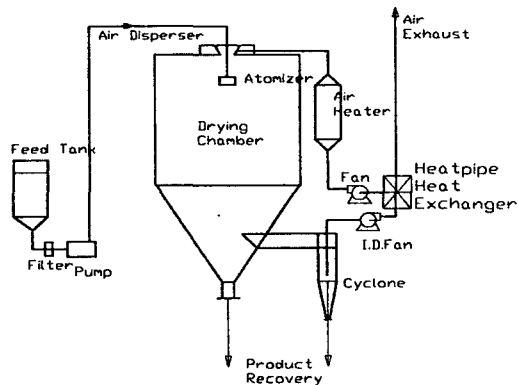 Air
Exhaust
Air Disperser
Atomizer
Air
Heater
Drying
Chamber
Feed Tank
Fan
Heatpipe
Heat
Exchanger
I.D.Fan
Filter
Pump
Cyclone
Product
Recovery